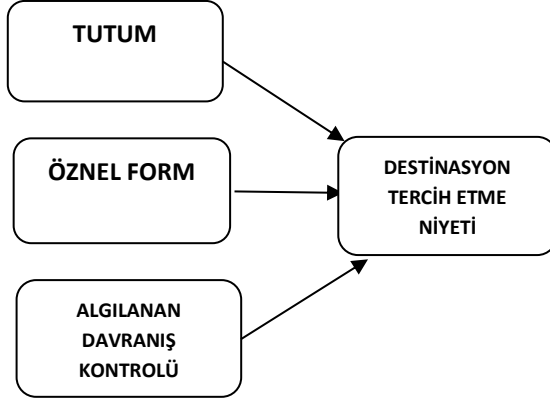 TUTUM
ÖZNEL FORM
DESTİNASYON
TERCİH ETME
NİYETİ
ALGILANAN
DAVRANIŞ
KONTROLÜ